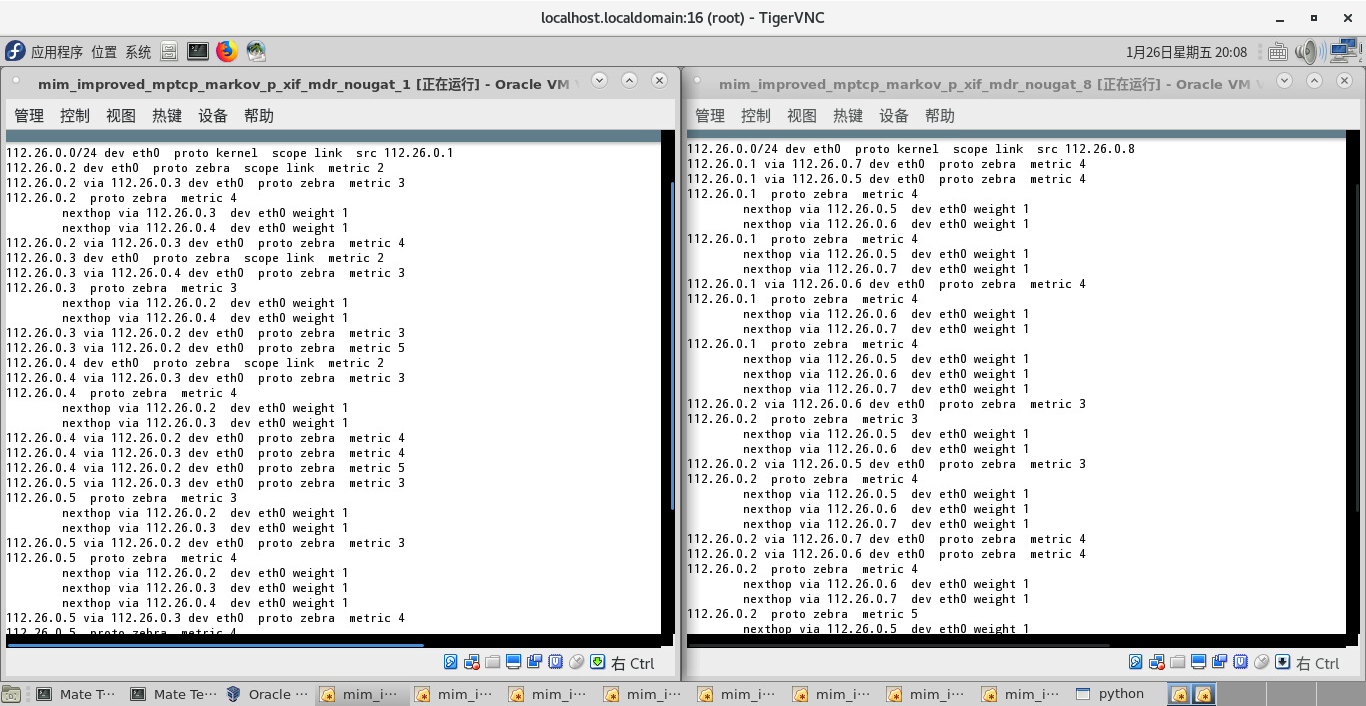 localhost.localdomain:16 (root) - TigerVNC
应用程序 位置 系统
1月26日星期五 20:08
mim_improved_mptcp_markov_p_xif_mdr_nougat_1 [正在运行] - Oracle VM
管理 控制 视图 热键 设备 帮助
112.26.0.0/24 dev eth0 proto kernel scope link src 112.26.0.1
112.26.0.2 dev eth0 proto zebra scope link metric 2
112.26.0.2 via 112.26.0.3 dev eth0 proto zebra metric 3
112.26.0.2 proto zebra metric 4
nexthop via 112.26.0.3 dev eth0 weight 1
nexthop via 112.26.0.4 dev eth0 weight 1
112.26.0.2 via 112.26.0.3 dev eth0 proto zebra metric 4
112.26.0.3 dev eth0 proto zebra scope link metric 2
112.26.0.3 via 112.26.0.4 dev eth0 proto zebra metric 3
112.26.0.3 proto zebra metric 3
nexthop via 112.26.0.2 dev eth0 weight 1
nexthop via 112.26.0.4 dev eth0 weight 1
112.26.0.3 via 112.26.0.2 dev eth0 proto zebra metric 3
112.26.0.3 via 112.26.0.2 dev eth0 proto zebra metric 5
112.26.0.4 dev eth0 proto zebra scope link metric 2
112.26.0.4 via 112.26.0.3 dev eth0 proto zebra metric 3
112.26.0.4 proto zebra metric 4
nexthop via 112.26.0.2 dev eth0 weight 1
nexthop via 112.26.0.3 dev eth0 weight 1
112.26.0.4 via 112.26.0.2 dev eth0 proto zebra metric 4
112.26.0.4 via 112.26.0.3 dev eth0 proto zebra metric 4
112.26.0.4 via 112.26.0.2 dev eth0 proto zebra metric 5
112.26.0.5 via 112.26.0.3 dev eth0 proto zebra metric 3
112.26.0.5 proto zebra metric 3
nexthop via 112.26.0.2 dev eth0 weight 1
nexthop via 112.26.0.3 dev eth0 weight 1
112.26.0.5 via 112.26.0.2 dev eth0 proto zebra metric 3
112.26.0.5 proto zebra metric 4
nexthop via 112.26.0.2 dev eth0 weight 1
nexthop via 112.26.0.3 dev eth0 weight 1
nexthop via 112.26.0.4 dev eth0 weight 1
112.26.0.5 via 112.26.0.3 dev eth0 proto zebra metric 4
112.26.0.5 proto zebra metric 4
右 Ctrl
mim_improved_mptcp_markov_p_xif_mdr_nougat_8 [正在运行] - Oracle VM
管理 控制 视图 热键 设备 帮助
112.26.0.0/24 dev eth0 proto kernel scope link src 112.26.0.8
112.26.0.1 via 112.26.0.7 dev eth0 proto zebra metric 4
112.26.0.1 via 112.26.0.5 dev eth0 proto zebra metric 4
112.26.0.1 proto zebra metric 4
nexthop via 112.26.0.5 dev eth0 weight 1
nexthop via 112.26.0.6 dev eth0 weight 1
112.26.0.1 proto zebra metric 4
nexthop via 112.26.0.5 dev eth0 weight 1
nexthop via 112.26.0.7 dev eth0 weight 1
112.26.0.1 via 112.26.0.6 dev eth0 proto zebra metric 4
112.26.0.1 proto zebra metric 4
nexthop via 112.26.0.6 dev eth0 weight 1
nexthop via 112.26.0.7 dev eth0 weight 1
112.26.0.1 proto zebra metric 4
nexthop via 112.26.0.5 dev eth0 weight 1
nexthop via 112.26.0.6 dev eth0 weight 1
nexthop via 112.26.0.7 dev eth0 weight 1
112.26.0.2 via 112.26.0.6 dev eth0 proto zebra metric 3
112.26.0.2 proto zebra metric 3
nexthop via 112.26.0.5 dev eth0 weight 1
nexthop via 112.26.0.6 dev eth0 weight 1
112.26.0.2 via 112.26.0.5 dev eth0 proto zebra metric 3
112.26.0.2 proto zebra metric 4
nexthop via 112.26.0.5 dev eth0 weight 1
nexthop via 112.26.0.6 dev eth0 weight 1
nexthop via 112.26.0.7 dev eth0 weight 1
112.26.0.2 via 112.26.0.7 dev eth0 proto zebra metric 4
112.26.0.2 via 112.26.0.6 dev eth0 proto zebra metric 4
112.26.0.2 proto zebra metric 4
nexthop via 112.26.0.6 dev eth0 weight 1
nexthop via 112.26.0.7 dev eth0 weight 1
112.26.0.2 proto zebra metric 5
nexthop via 112.26.0.5 dev eth0 weight 1
右 Ctrl
Mate T··· Mate Te··· Oracle ··· mim_i··· mim_i··· mim_i··· mim_i··· mim_i··· mim_i··· mim_i··· mim_i··· python